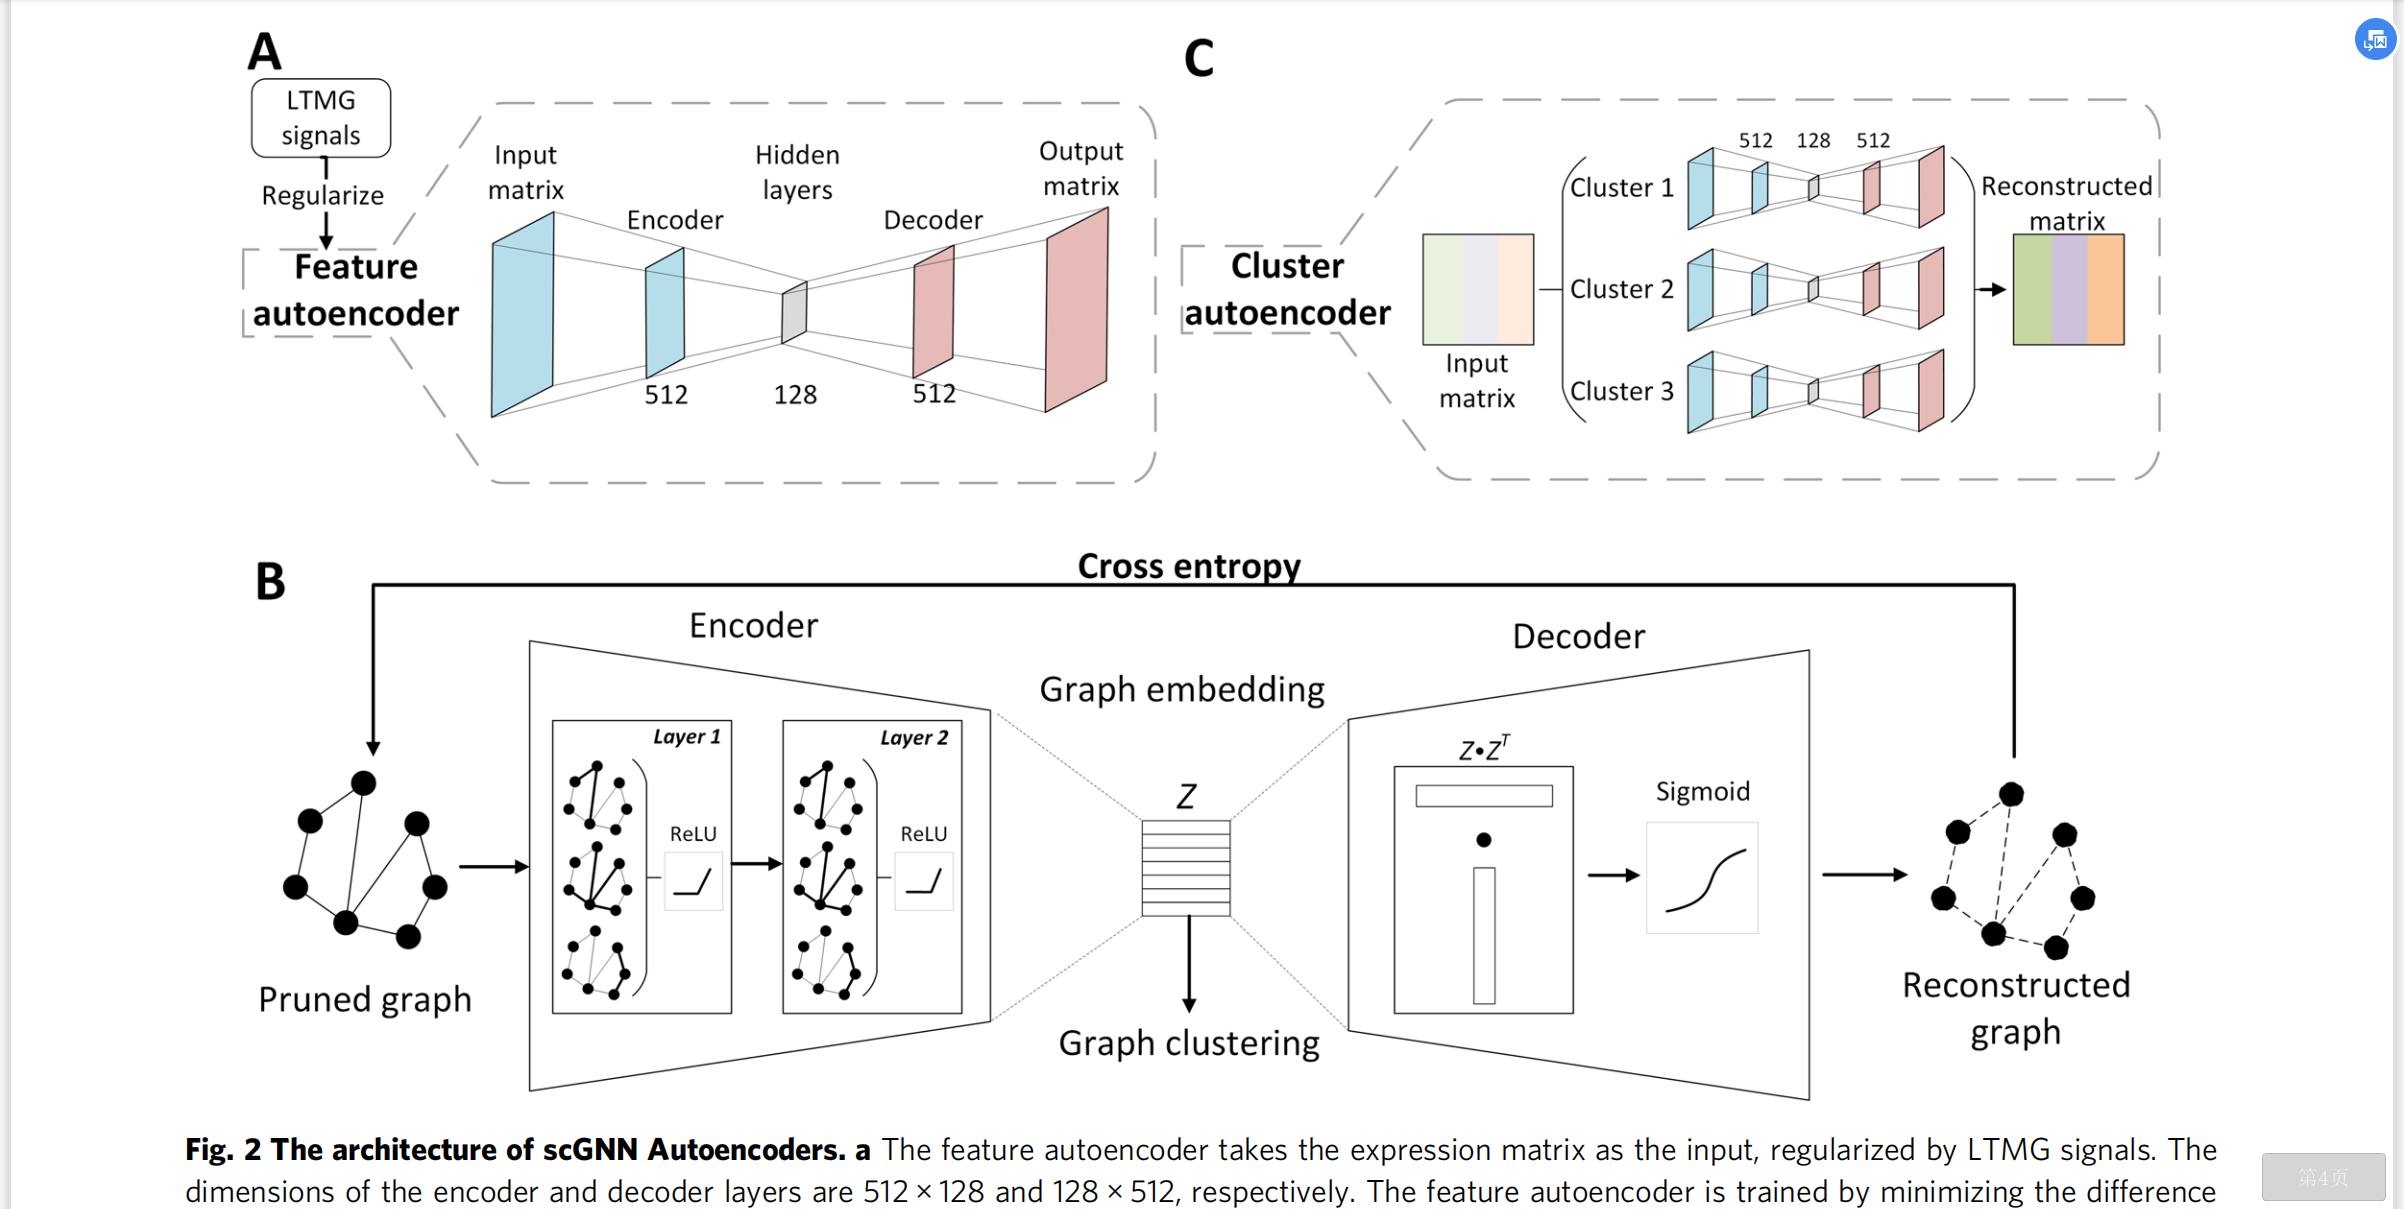 A
LTMG
signals
Regularize
Feature
autoencoder
Input
matrix
Encoder
Hidden
layers
Decoder
Output
matrix
512
128
512
C
Cluster
autoencoder
Input
matrix
512 128 512
Cluster 1
Cluster 2
Cluster 3
Reconstructed
matrix
B
Cross entropy
Encoder
Layer 1
ReLU
Layer 2
ReLU
Pruned graph
Graph embedding
Z
Graph clustering
Decoder
Z•Zᵀ
Sigmoid
Reconstructed
graph
Fig. 2 The architecture of scGNN Autoencoders. a The feature autoencoder takes the expression matrix as the input, regularized by LTMG signals. The
dimensions of the encoder and decoder layers are 512 × 128 and 128 × 512, respectively. The feature autoencoder is trained by minimizing the difference
第4页